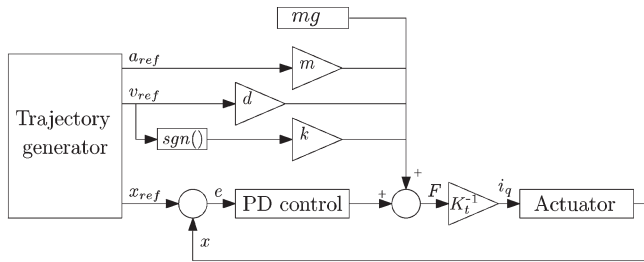 mg
a_ref
m
v_ref
d
Trajectory
generator
sgn()
k
+
x_ref
e
PD control
+
F
K_t^-1
i_q
Actuator
x